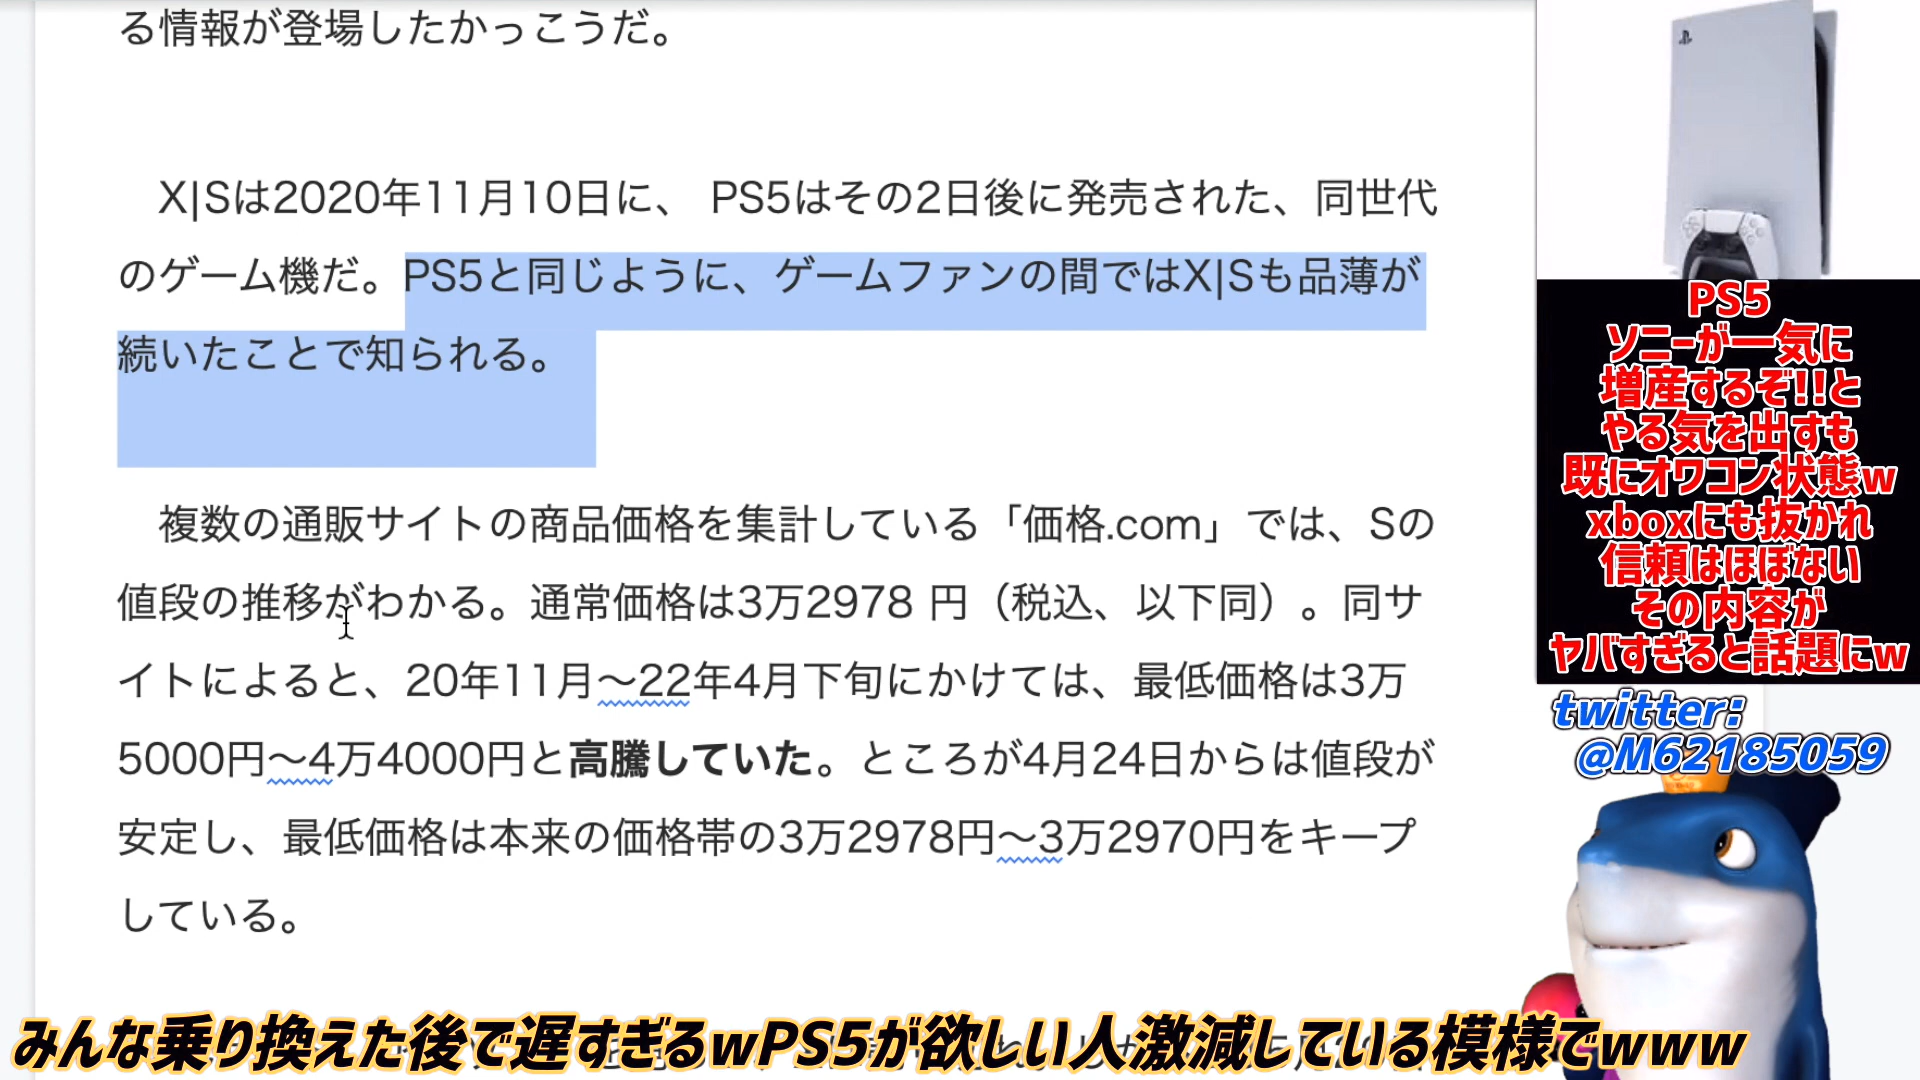 る情報が登場したかっこうだ。
X|Sは2020年11月10日に、 PS5はその2日後に発売された、同世代
のゲーム機だ。PS5と同じように、ゲームファンの間ではX|Sも品薄が
続いたことで知られる。
複数の通販サイトの商品価格を集計している「価格.com」では、Sの
値段の推移がわかる。通常価格は3万2978 円（税込、以下同）。同サ
イトによると、20年11月〜22年4月下旬にかけては、最低価格は3万
5000円〜4万4000円と高騰していた。ところが4月24日からは値段が
安定し、最低価格は本来の価格帯の3万2978円〜3万2970円をキープ
している。
PS5
ソニーが一気に
増産するぞ!!と
やる気を出すも
既にオワコン状態w
xboxにも抜かれ
信頼はほぼない
その内容が
ヤバすぎると話題にw
twitter:
@M62185059
みんな乗り換えた後で遅すぎるwPS5が欲しい人激減している模様でwww